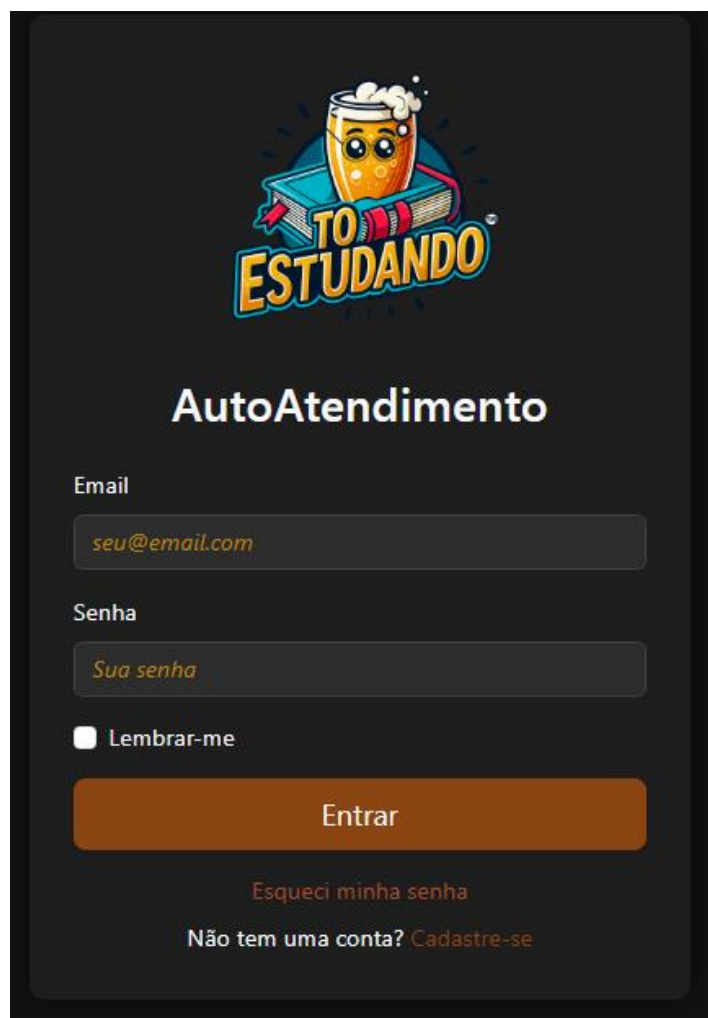 TO
ESTUDANDO
AutoAtendimento
Email
seu@email.com
Senha
Sua senha
Lembrar-me
Entrar
Esqueci minha senha
Não tem uma conta? Cadastre-se